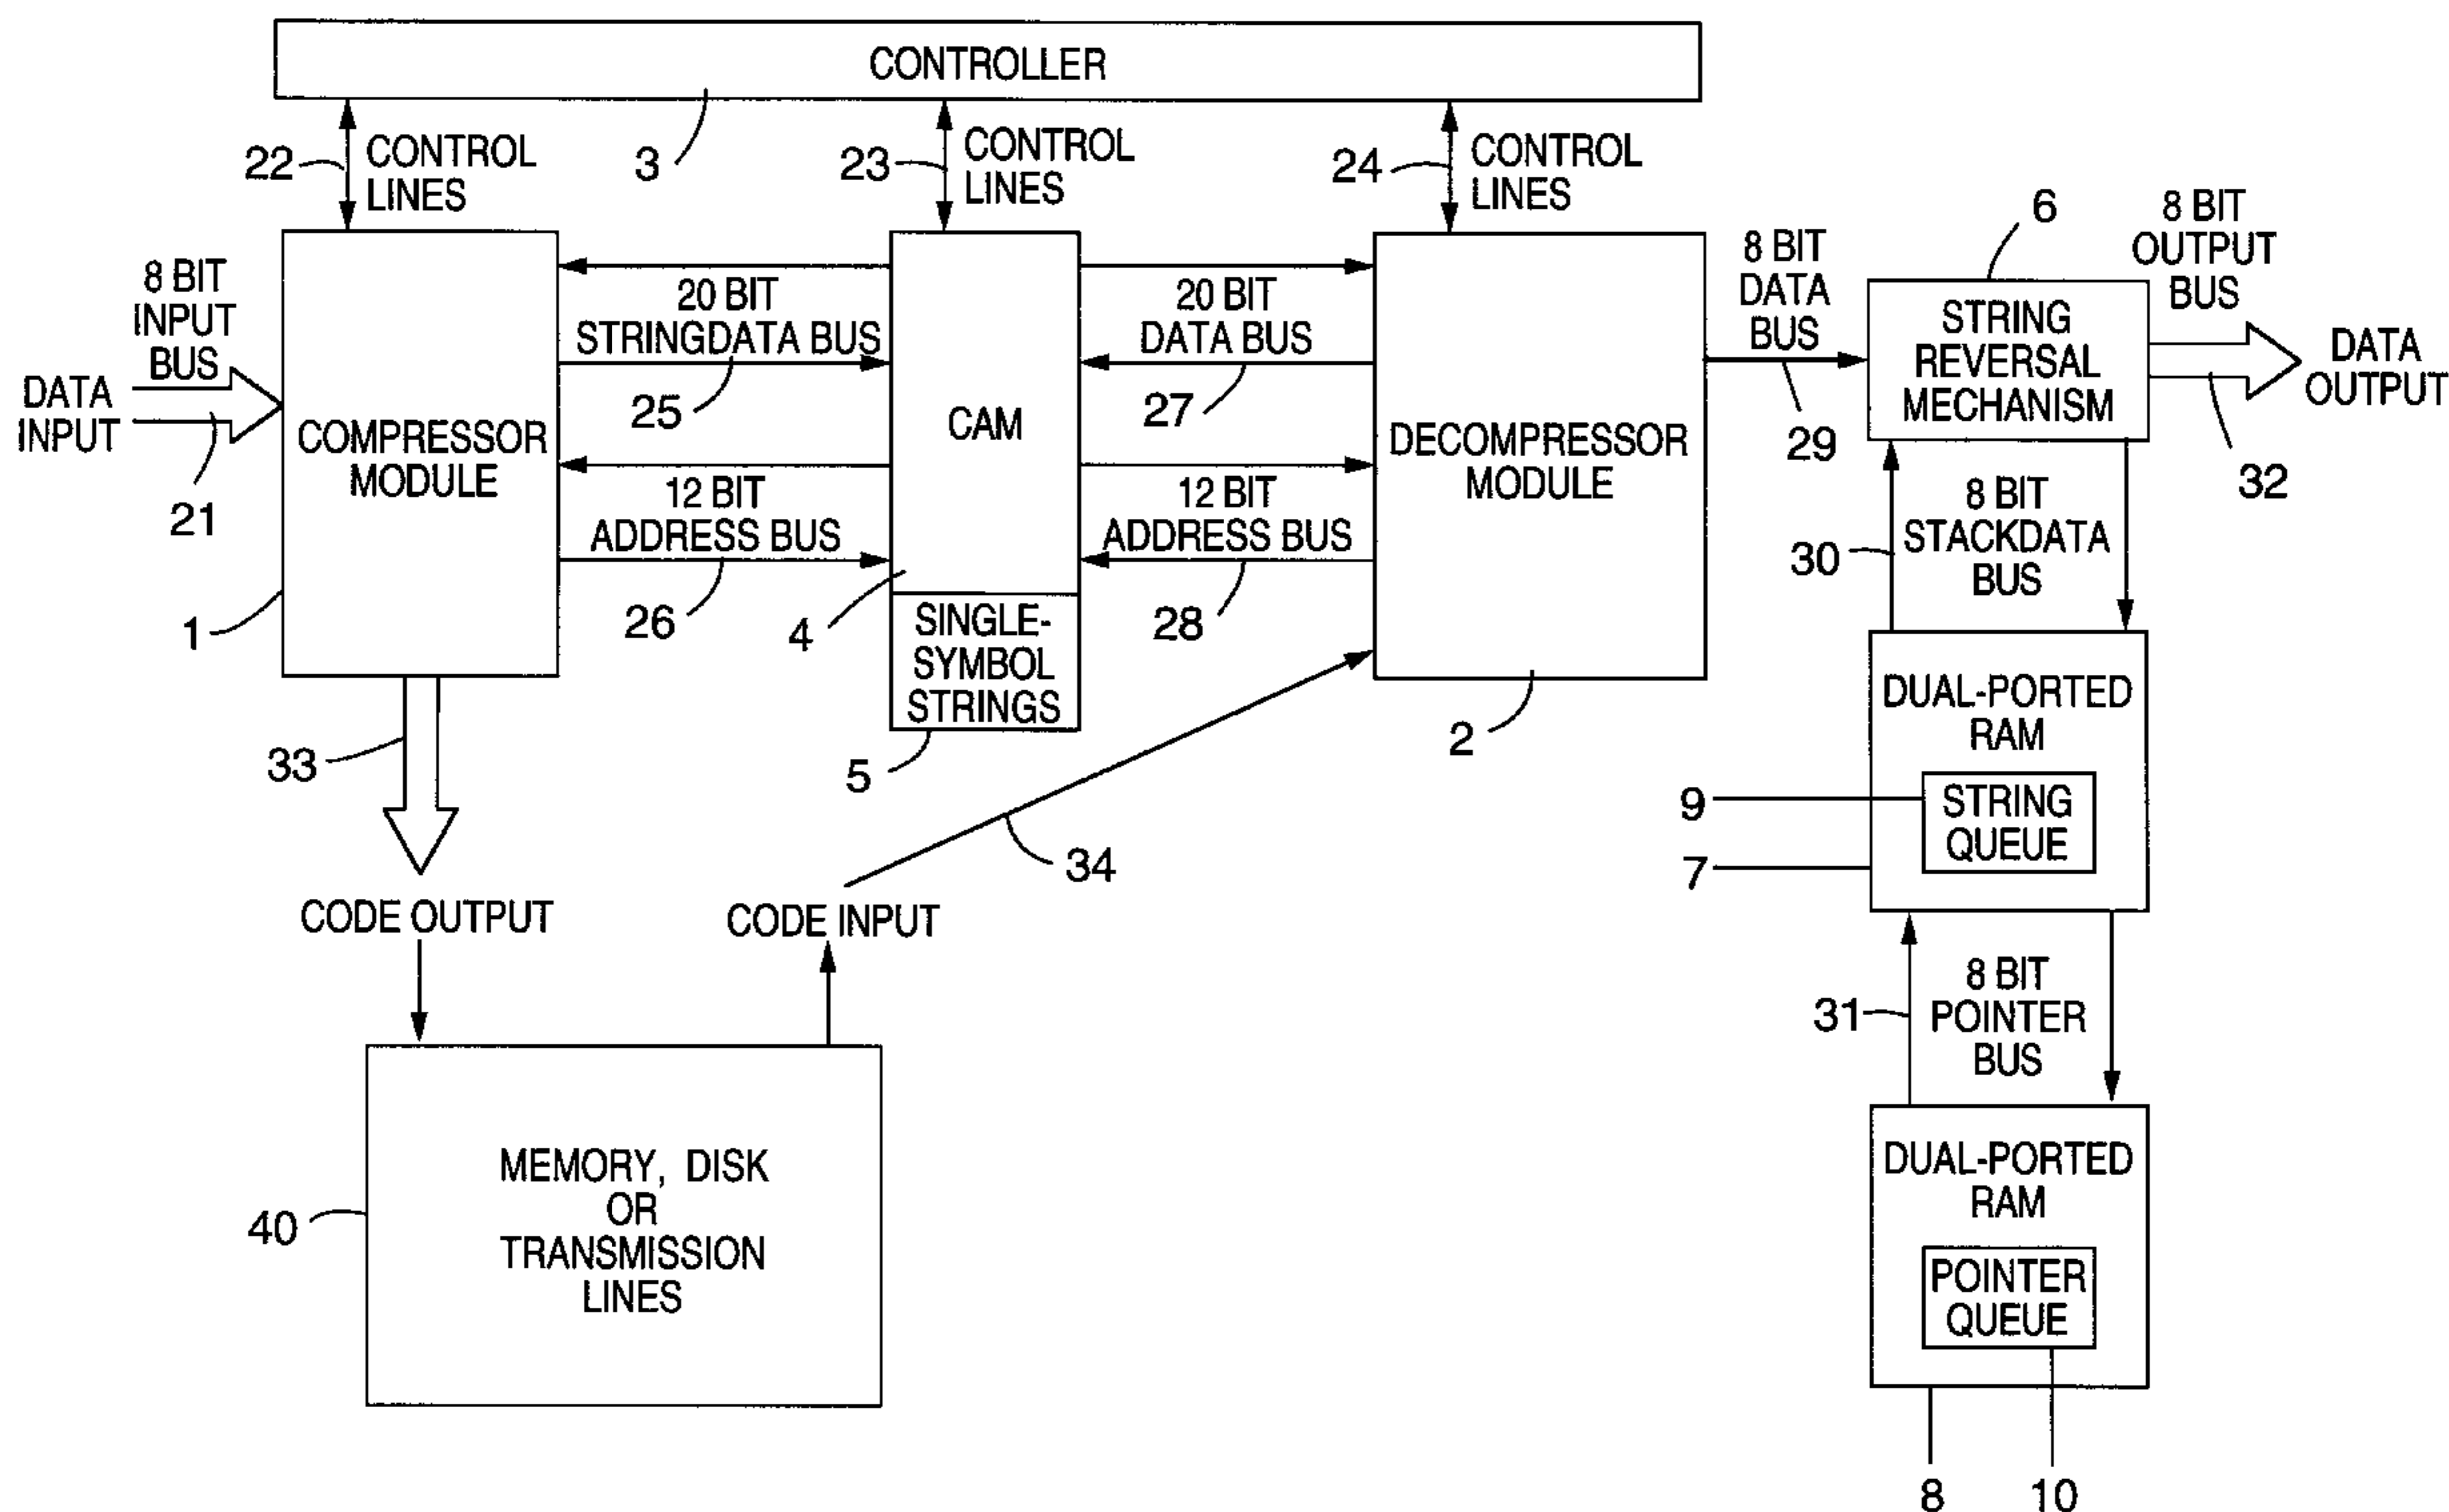 CONTROLLER
22
CONTROL
LINES
3
23
CONTROL
LINES
24
CONTROL
LINES
6
8 BIT
OUTPUT
BUS
8 BIT
INPUT
BUS
DATA
INPUT
21
COMPRESSOR
MODULE
1
20 BIT
STRINGDATA BUS
25
12 BIT
ADDRESS BUS
26
CAM
4
SINGLE-
SYMBOL
STRINGS
5
20 BIT
DATA BUS
27
12 BIT
ADDRESS BUS
28
DECOMPRESSOR
MODULE
2
8 BIT
DATA
BUS
29
STRING
REVERSAL
MECHANISM
DATA
OUTPUT
32
30
8 BIT
STACKDATA
BUS
DUAL-PORTED
RAM
9
STRING
QUEUE
7
33
34
CODE OUTPUT
CODE INPUT
31
8 BIT
POINTER
BUS
40
MEMORY, DISK
OR
TRANSMISSION
LINES
DUAL-PORTED
RAM
POINTER
QUEUE
8
10